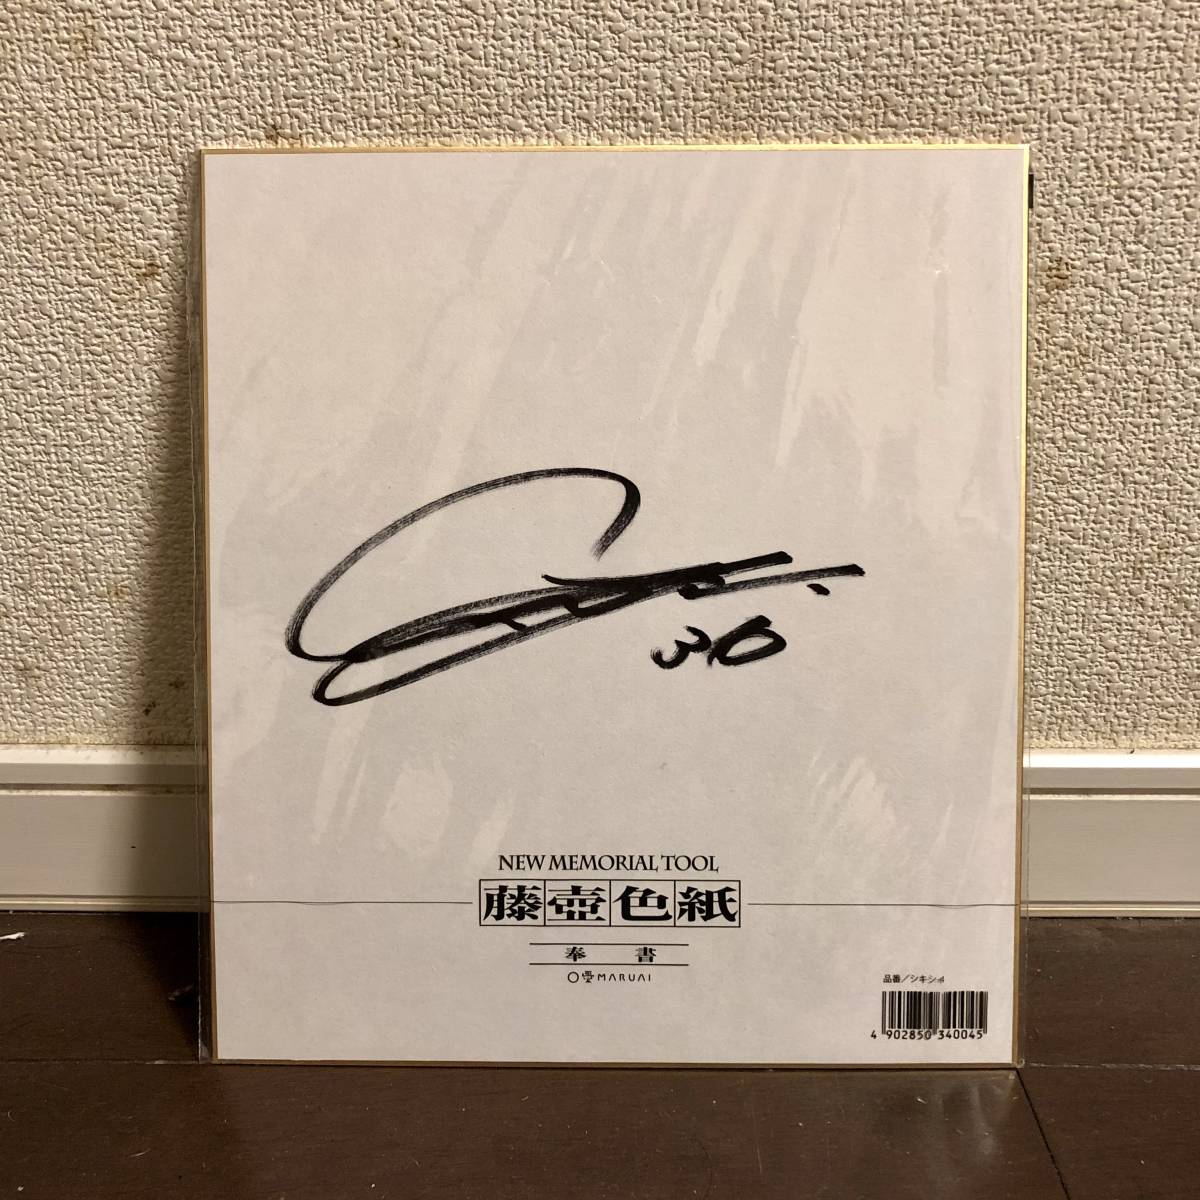 36
NEW MEMORIAL TOOL
藤壺色紙
奉書
MARUAI
品番/シキシ-4
4 902850 340045